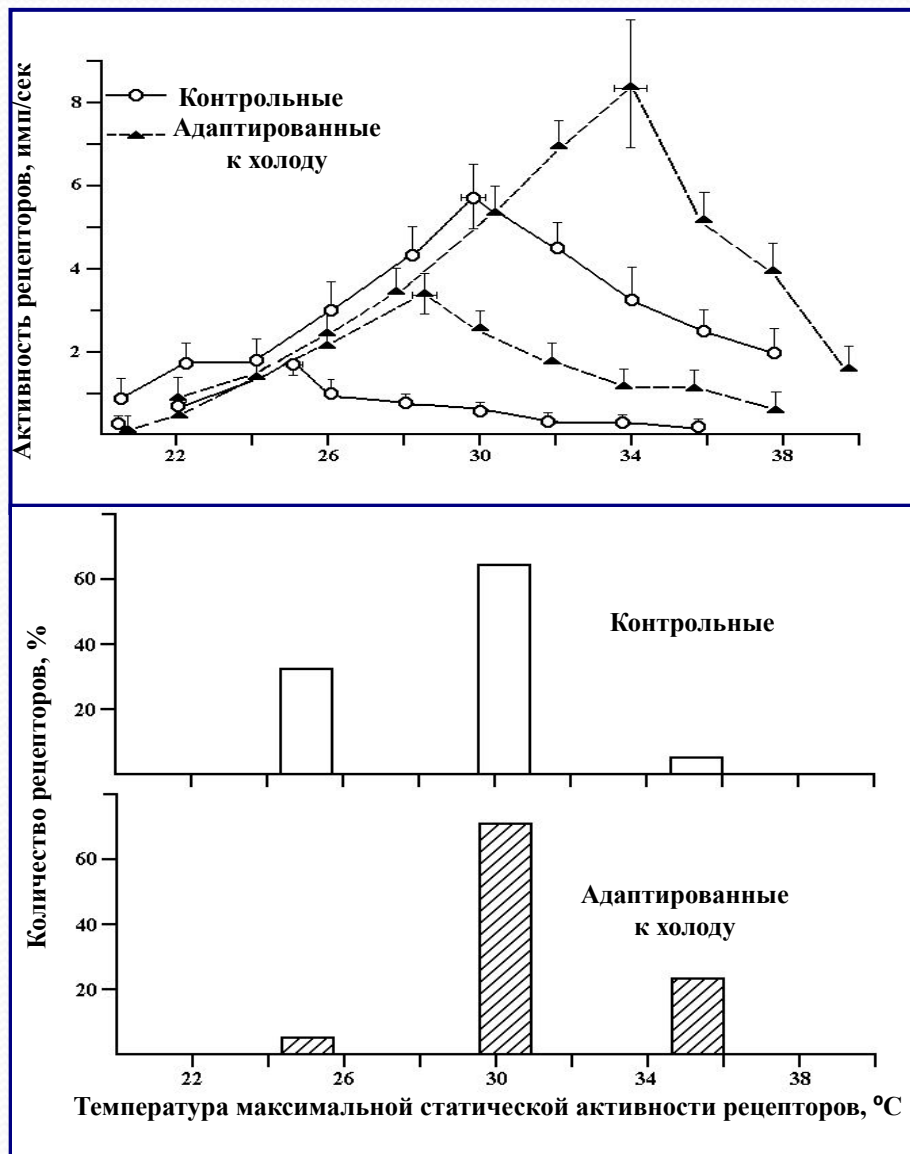 Активность рецепторов, имп/сек
Контрольные
Адаптированные
к холоду
8
6
4
2
22 26 30 34 38
Количество рецепторов, %
60
40
20
Контрольные
60
40
20
Адаптированные
к холоду
22 26 30 34 38
Температура максимальной статической активности рецепторов, °C